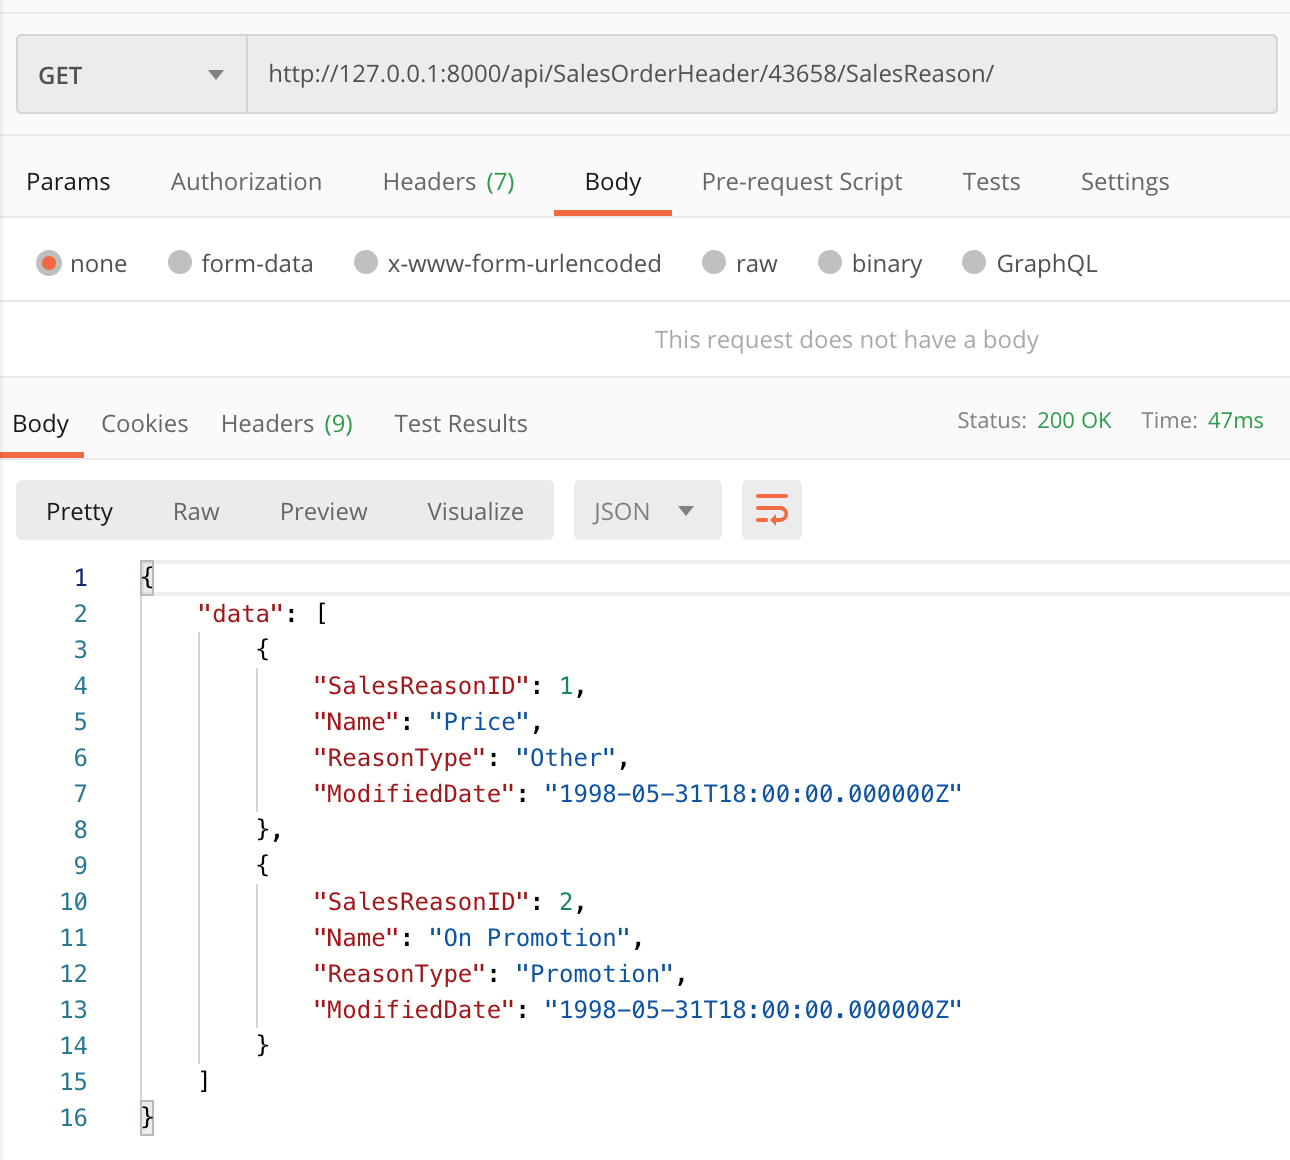 GET http://127.0.0.1:8000/api/SalesOrderHeader/43658/SalesReason/
Params Authorization Headers (7) Body Pre-request Script Tests Settings
none form-data x-www-form-urlencoded raw binary GraphQL
This request does not have a body
Body Cookies Headers (9) Test Results Status: 200 OK Time: 47ms
Pretty Raw Preview Visualize JSON
1 {
2 "data": [
3 {
4 "SalesReasonID": 1,
5 "Name": "Price",
6 "ReasonType": "Other",
7 "ModifiedDate": "1998-05-31T18:00:00.000000Z"
8 },
9 {
10 "SalesReasonID": 2,
11 "Name": "On Promotion",
12 "ReasonType": "Promotion",
13 "ModifiedDate": "1998-05-31T18:00:00.000000Z"
14 }
15 ]
16 }